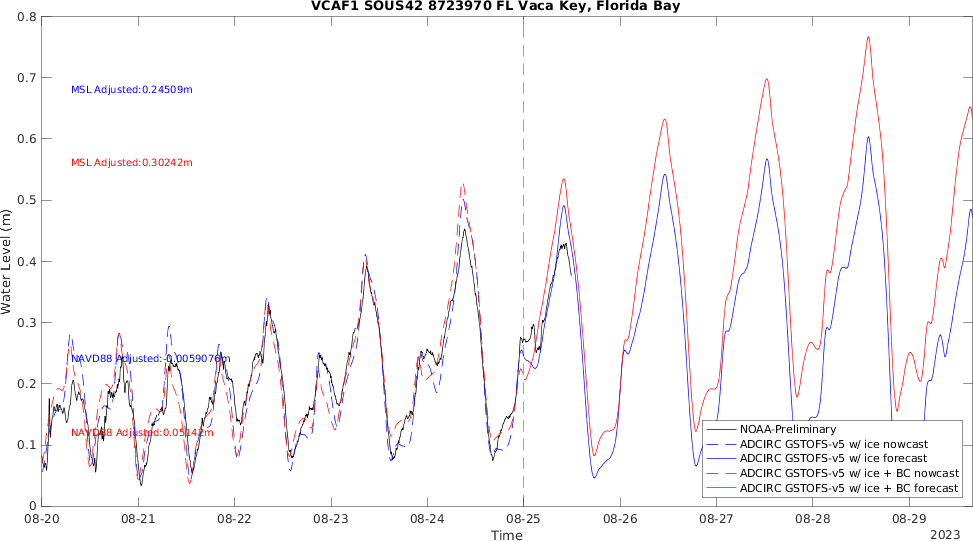 VCAF1 SOUS42 8723970 FL Vaca Key, Florida Bay
0.8
0.7
0.6
0.5
0.4
0.3
0.2
0.1
0
Water Level (m)
MSL Adjusted:0.24509m
MSL Adjusted:0.30242m
NAVD88 Adjusted:-0.0059076m
NAVD88 Adjusted:0.05142m
NOAA-Preliminary
ADCIRC GSTOFS-v5 w/ ice nowcast
ADCIRC GSTOFS-v5 w/ ice forecast
ADCIRC GSTOFS-v5 w/ ice + BC nowcast
ADCIRC GSTOFS-v5 w/ ice + BC forecast
08-20 08-21 08-22 08-23 08-24 08-25 08-26 08-27 08-28 08-29
Time
2023